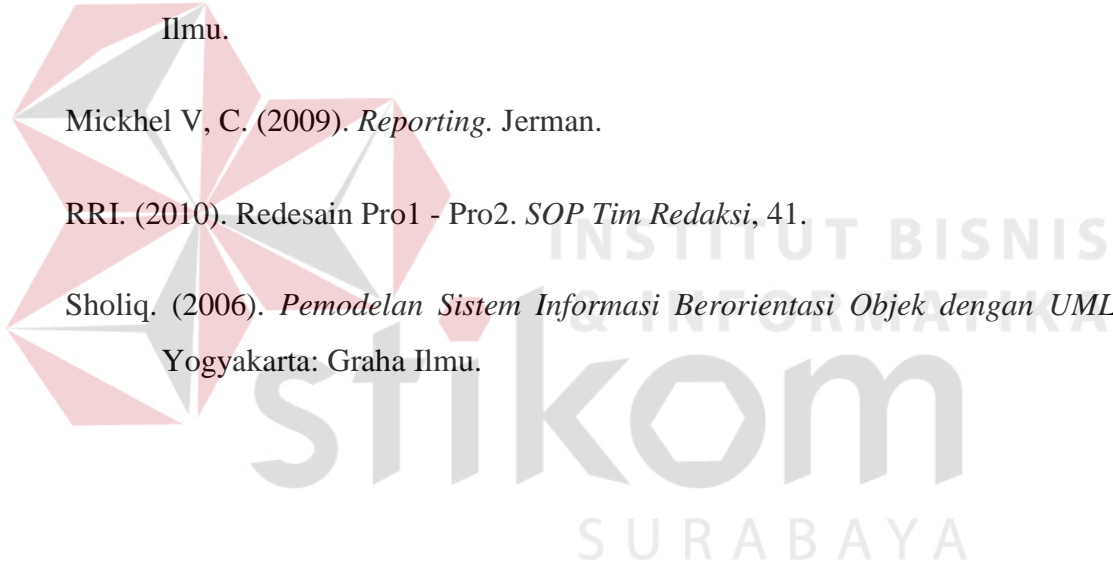 Ilmu.
Mickhel V, C. (2009). Reporting. Jerman.
RRI. (2010). Redesain Pro1 - Pro2. SOP Tim Redaksi, 41.
INSTITUT BISNIS
Sholiq. (2006). Pemodelan Sistem Informasi Berorientasi Objek dengan UML
& INFORMATIKA
Yogyakarta: Graha Ilmu.
stikom
SURABAYA